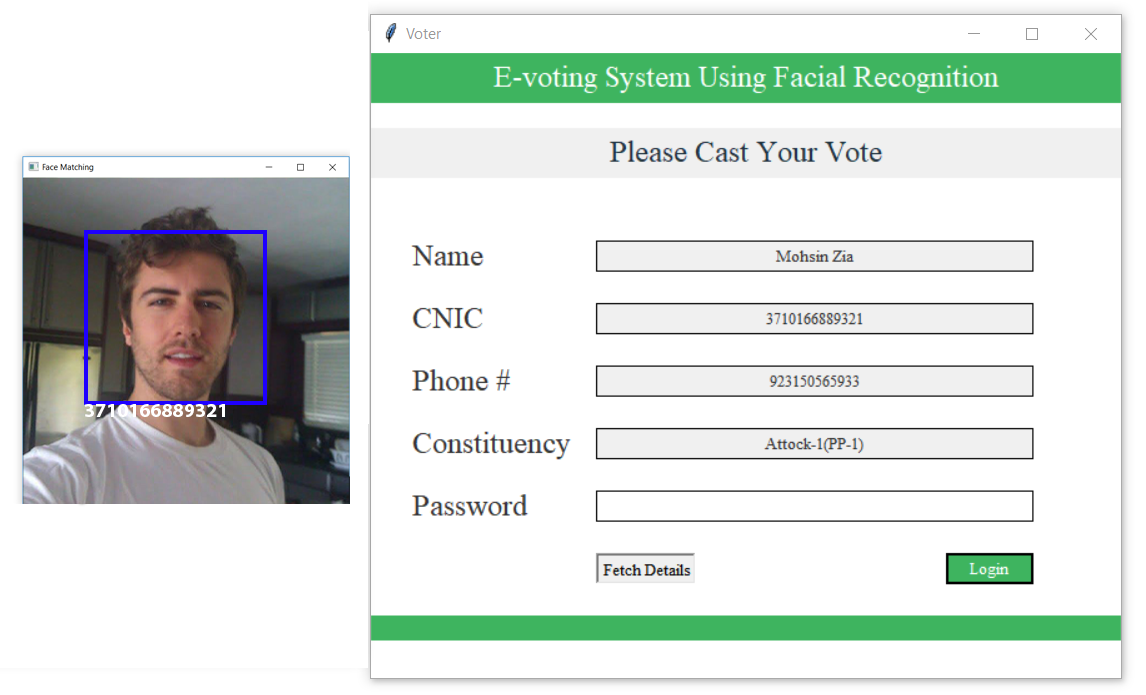 Voter
E-voting System Using Facial Recognition
Please Cast Your Vote
Face Matching
3710166889321
Name
Mohsin Zia
CNIC
3710166889321
Phone #
923150565933
Constituency
Attock-1(PP-1)
Password
Fetch Details
Login